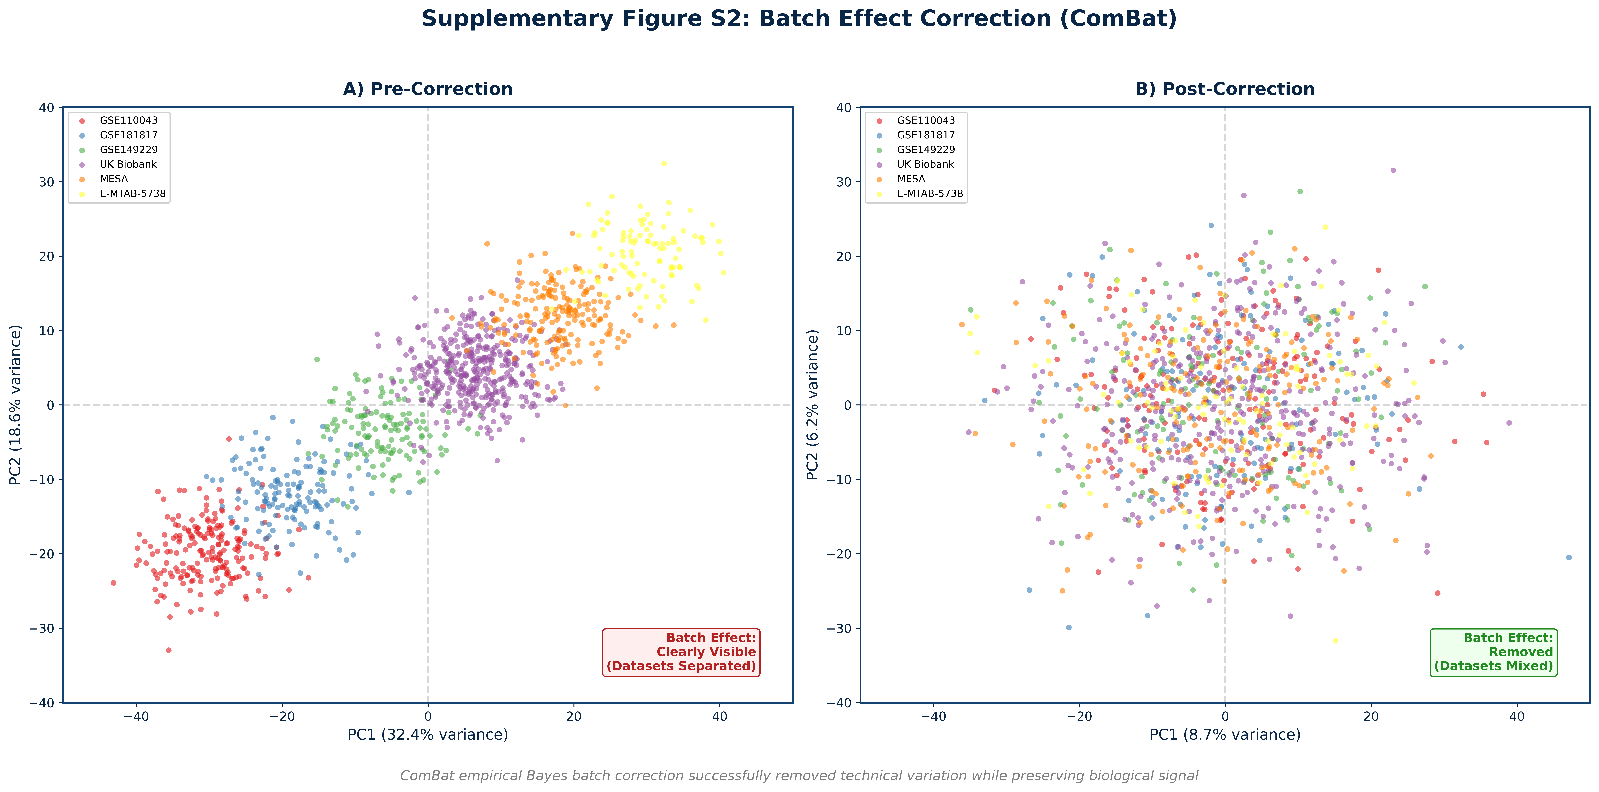 Supplementary Figure S2: Batch Effect Correction (ComBat)
A) Pre-Correction
40
30
20
10
0
−10
−20
−30
−40
PC2 (18.6% variance)
GSE110043
GSE181817
GSE149229
UK Biobank
MESA
E-MTAB-5738
Batch Effect:
Clearly Visible
(Datasets Separated)
−40
−20
0
20
40
PC1 (32.4% variance)
B) Post-Correction
40
30
20
10
0
−10
−20
−30
−40
PC2 (6.2% variance)
GSE110043
GSE181817
GSE149229
UK Biobank
MESA
E-MTAB-5738
Batch Effect:
Removed
(Datasets Mixed)
−40
−20
0
20
40
PC1 (8.7% variance)
ComBat empirical Bayes batch correction successfully removed technical variation while preserving biological signal